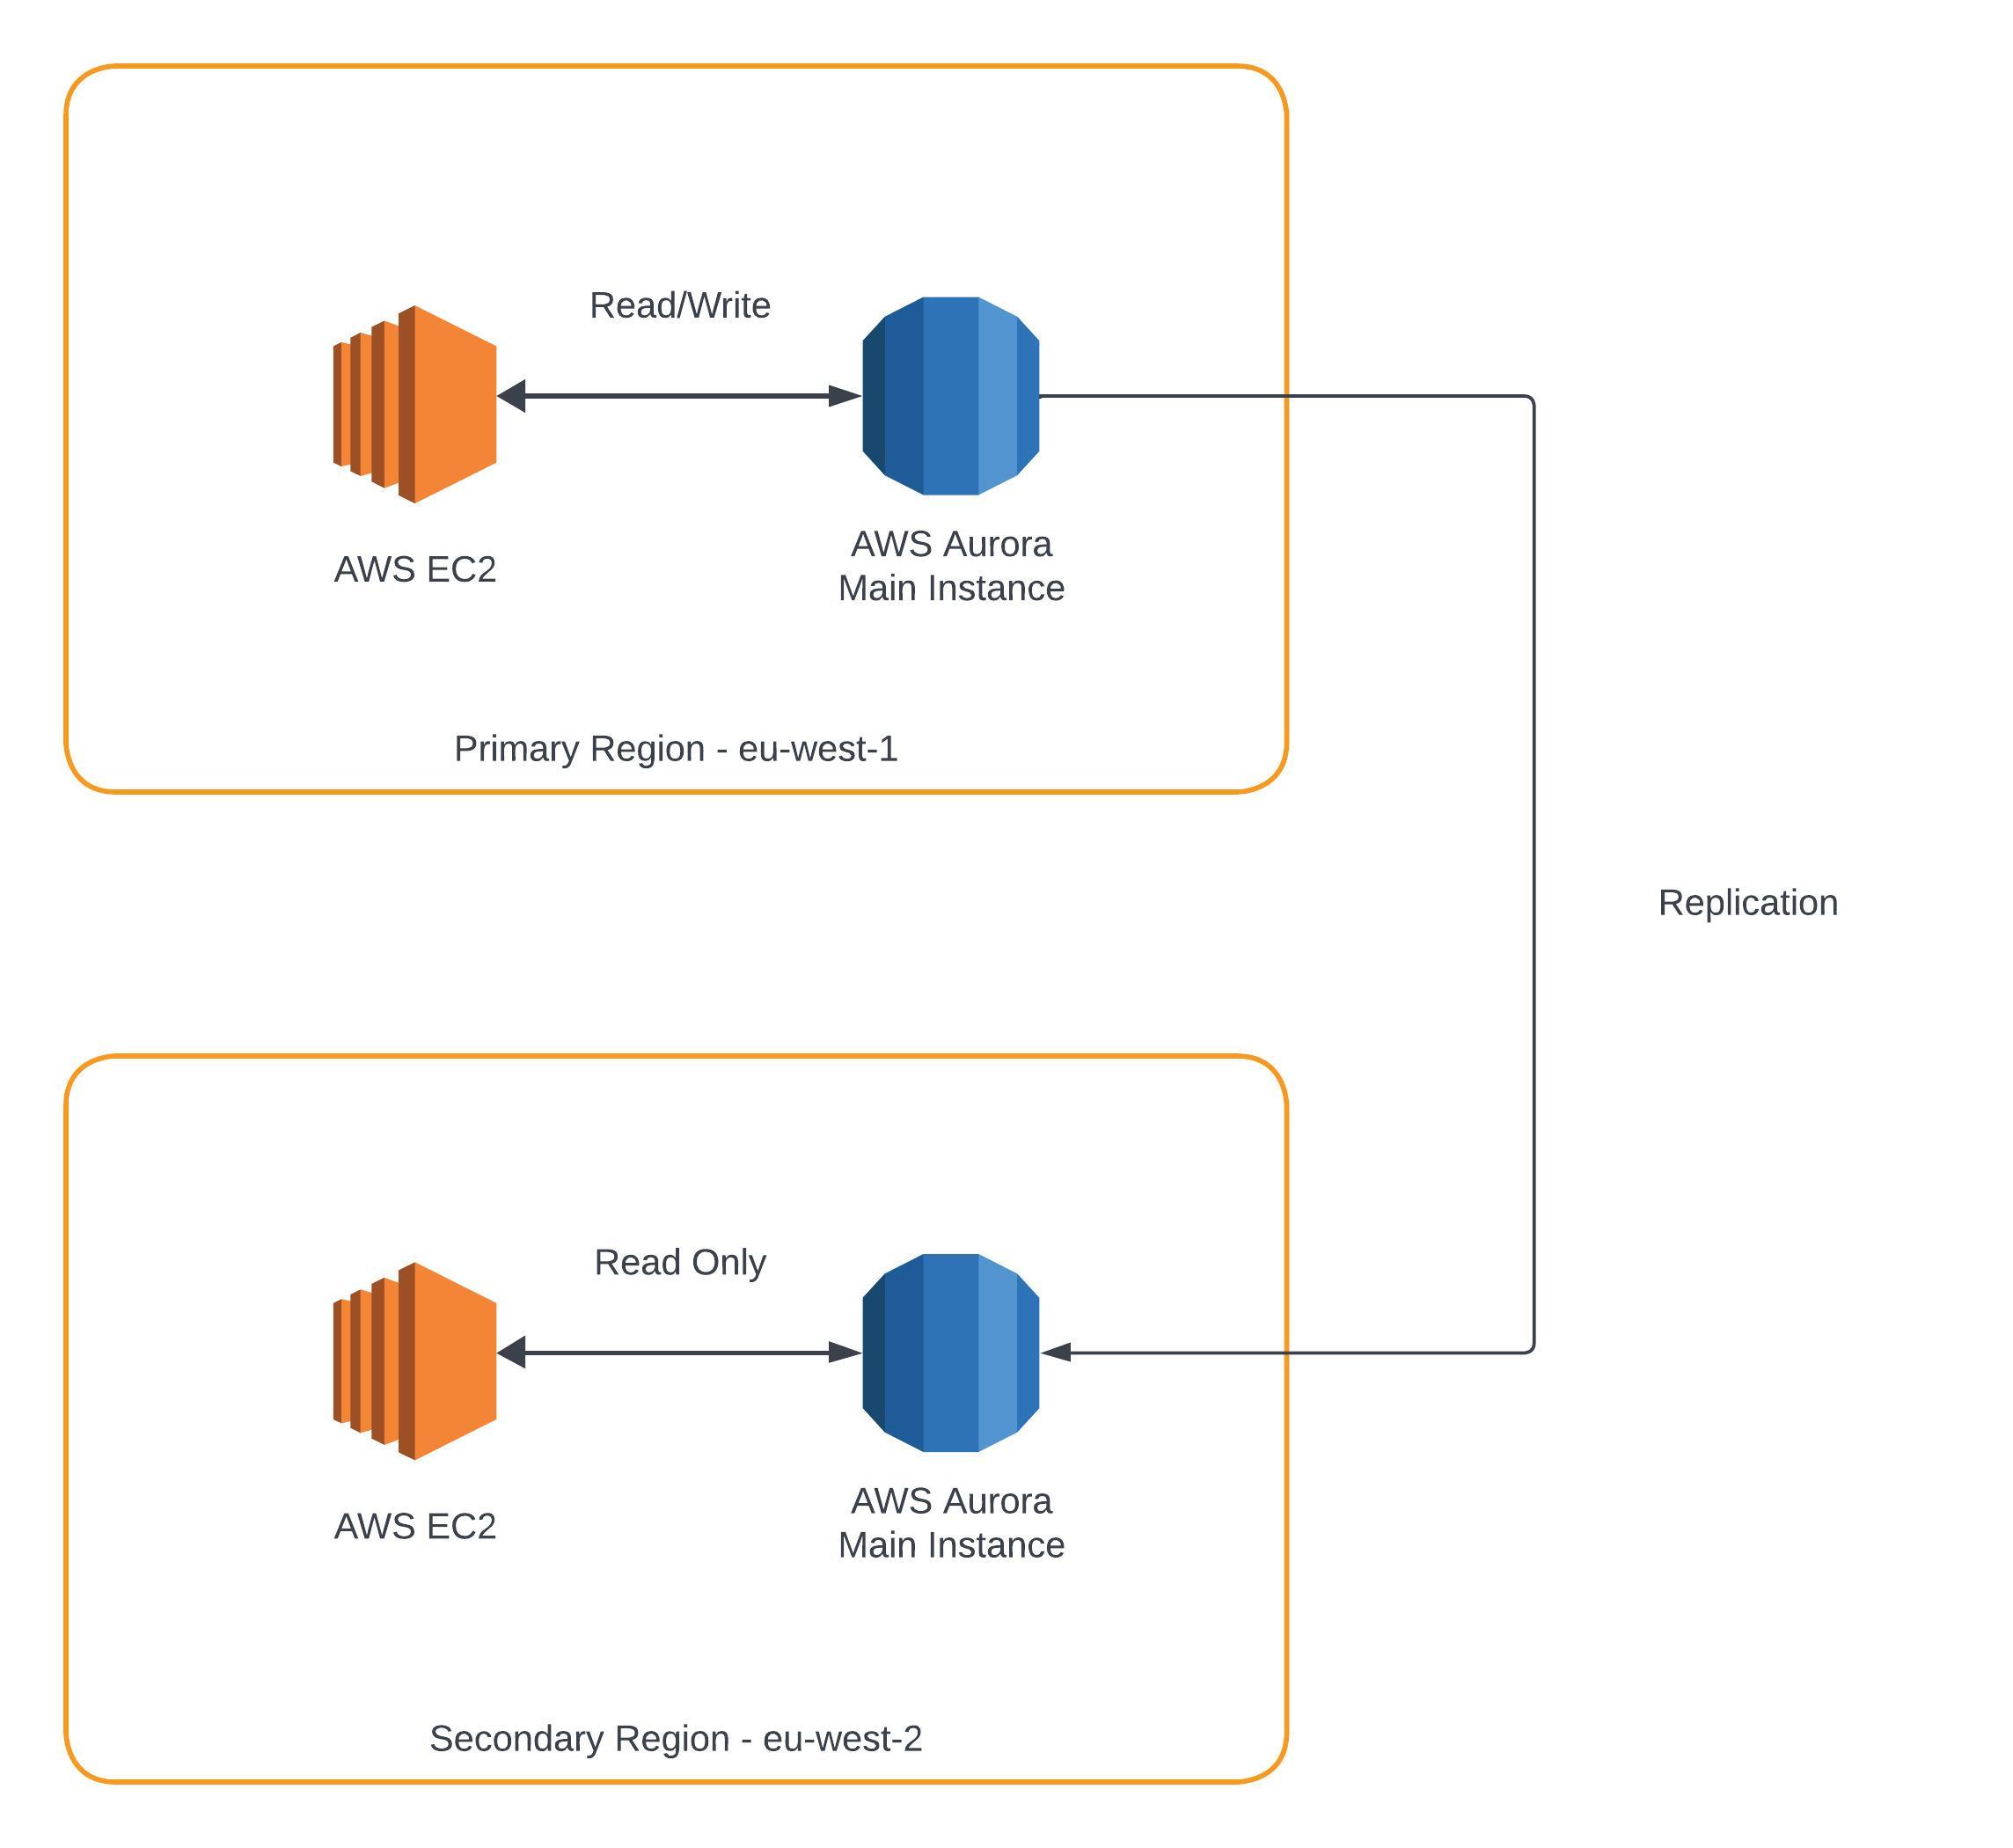 Read/Write
AWS EC2
AWS Aurora
Main Instance
Primary Region - eu-west-1
Replication
Read Only
AWS EC2
AWS Aurora
Main Instance
Secondary Region - eu-west-2